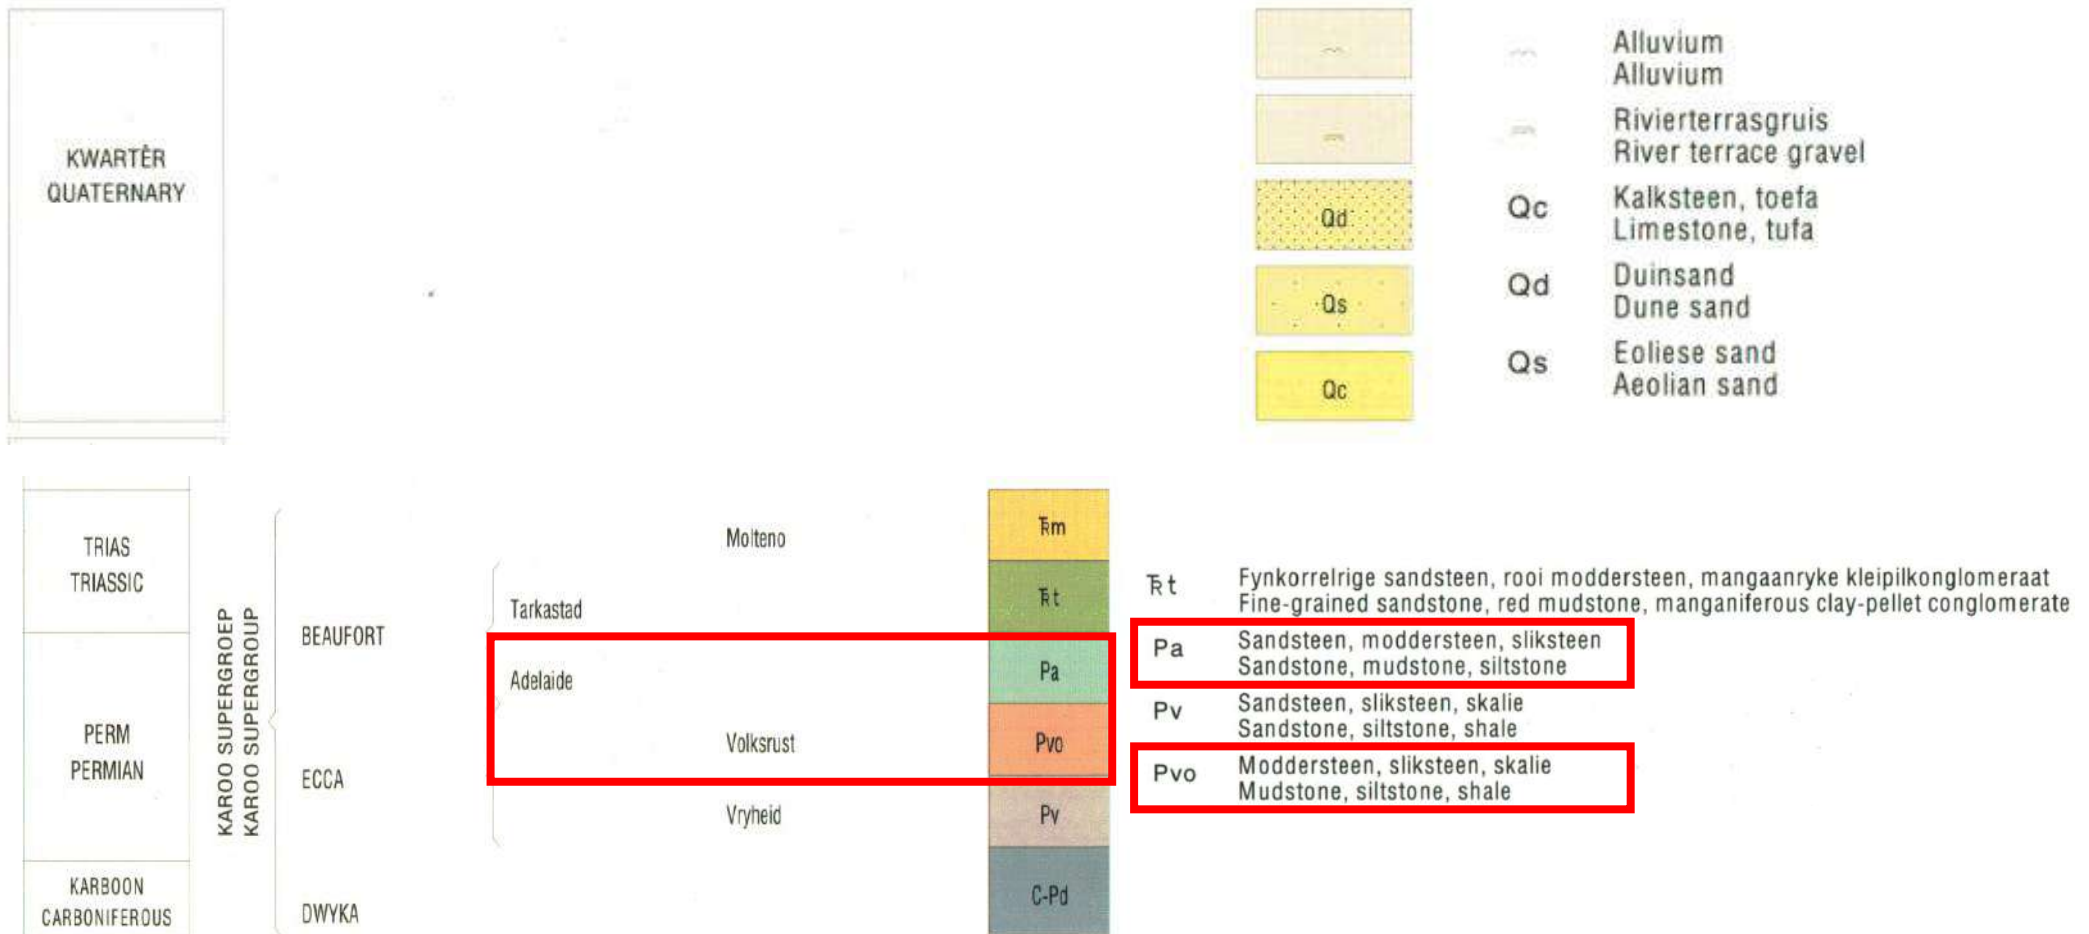 KWARTÊR
QUATERNARY
Qd
Qs
Qc
Alluvium
Alluvium
Rivierterrasgruis
River terrace gravel
Qc
Kalksteen, toefa
Limestone, tufa
Qd
Duinsand
Dune sand
Qs
Eoliese sand
Aeolian sand
TRIAS
TRIASSIC
PERM
PERMIAN
KARBOON
CARBONIFEROUS
KAROO SUPERGROEP
KAROO SUPERGROUP
BEAUFORT
ECCA
DWYKA
Tarkastad
Adelaide
Molteno
Volksrust
Vryheid
Ŧm
Ŧt
Pa
Pvo
Pv
C-Pd
Ŧt
Fynkorrelrige sandsteen, rooi moddersteen, mangaanryke kleipilkonglomeraat
Fine-grained sandstone, red mudstone, manganiferous clay-pellet conglomerate
Pa
Sandsteen, moddersteen, sliksteen
Sandstone, mudstone, siltstone
Pv
Sandsteen, sliksteen, skalie
Sandstone, siltstone, shale
Pvo
Moddersteen, sliksteen, skalie
Mudstone, siltstone, shale